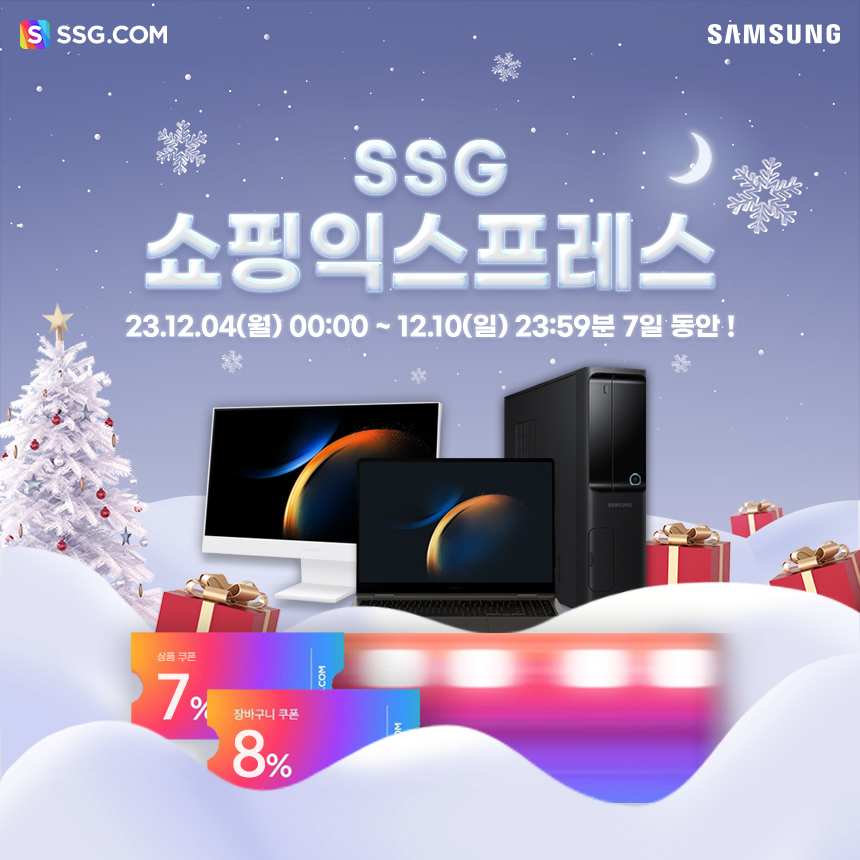 S SSG.COM
SAMSUNG
SSG
쇼핑익스프레스
23.12.04(월) 00:00 ~ 12.10(일) 23:59분 7일 동안 !
SAMSUNG
상품 쿠폰
7%
.COM
장바구니 쿠폰
8%